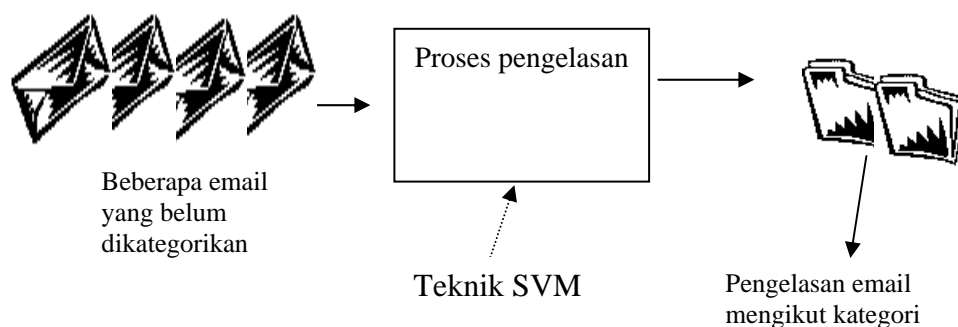 Proses pengelasan
Beberapa email
yang belum
dikategorikan
Teknik SVM
Pengelasan email
mengikut kategori